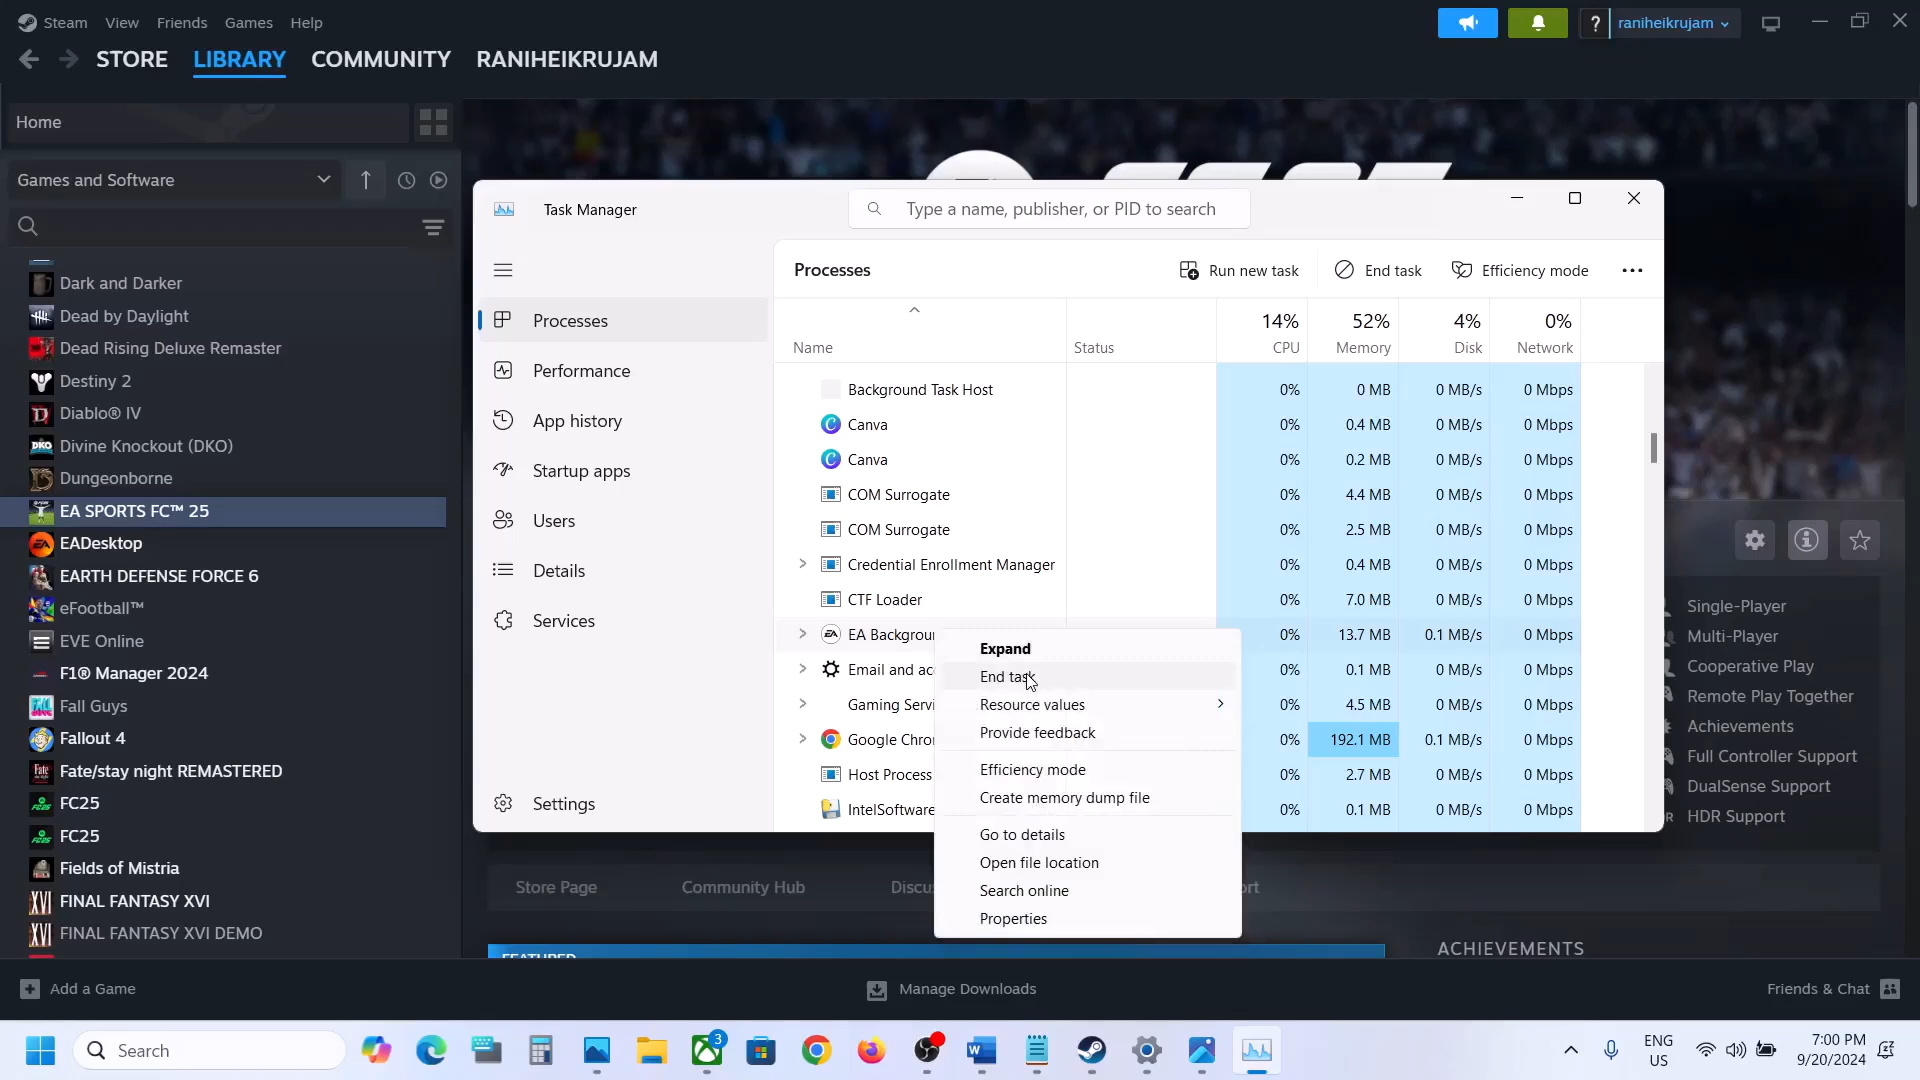 Steam View Friends Games Help
raniheikrujam
STORE LIBRARY COMMUNITY RANIHEIKRUJAM
Home
Games and Software
Dark and Darker
Dead by Daylight
Dead Rising Deluxe Remaster
Destiny 2
Diablo® IV
Divine Knockout (DKO)
Dungeonborne
EA SPORTS FC™ 25
EADesktop
EARTH DEFENSE FORCE 6
eFootball™
EVE Online
F1® Manager 2024
Fall Guys
Fallout 4
Fate/stay night REMASTERED
FC25
FC25
Fields of Mistria
FINAL FANTASY XVI
FINAL FANTASY XVI DEMO
Task Manager
Type a name, publisher, or PID to search
Processes
Performance
App history
Startup apps
Users
Details
Services
Settings
Processes
Run new task End task Efficiency mode
14% 52% 4% 0%
Name Status CPU Memory Disk Network
Background Task Host 0% 0 MB 0 MB/s 0 Mbps
Canva 0% 0.4 MB 0 MB/s 0 Mbps
Canva 0% 0.2 MB 0 MB/s 0 Mbps
COM Surrogate 0% 4.4 MB 0 MB/s 0 Mbps
COM Surrogate 0% 2.5 MB 0 MB/s 0 Mbps
Credential Enrollment Manager 0% 0.4 MB 0 MB/s 0 Mbps
CTF Loader 0% 7.0 MB 0 MB/s 0 Mbps
EA Backgroun 0% 13.7 MB 0.1 MB/s 0 Mbps
Email and acc 0% 0.1 MB 0 MB/s 0 Mbps
Gaming Servi 0% 4.5 MB 0 MB/s 0 Mbps
Google Chro 0% 192.1 MB 0.1 MB/s 0 Mbps
Host Process 0% 2.7 MB 0 MB/s 0 Mbps
IntelSoftware 0% 0.1 MB 0 MB/s 0 Mbps
Expand
End task
Resource values
Provide feedback
Efficiency mode
Create memory dump file
Go to details
Open file location
Search online
Properties
Single-Player
Multi-Player
Cooperative Play
Remote Play Together
Achievements
Full Controller Support
DualSense Support
HDR Support
Store Page Community Hub
ACHIEVEMENTS
Add a Game
Manage Downloads
Friends & Chat
Search
3
ENG
US
7:00 PM
9/20/2024